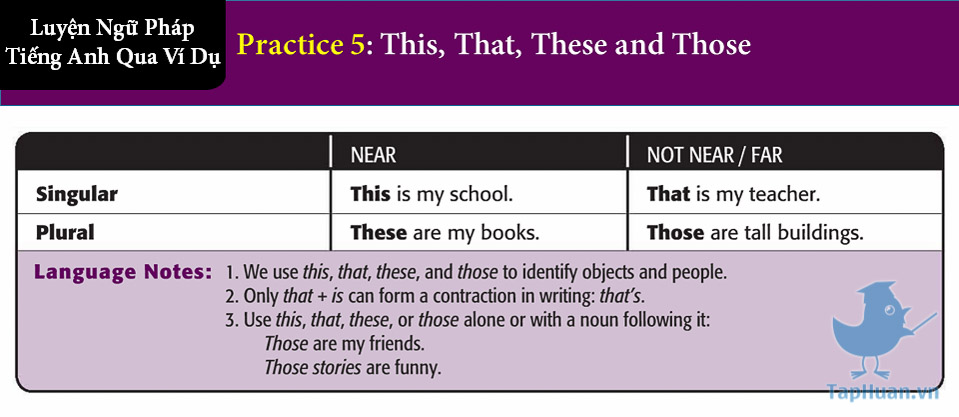 Luyện Ngữ Pháp
Tiếng Anh Qua Ví Dụ
Practice 5: This, That, These and Those
NEAR NOT NEAR / FAR
Singular This is my school. That is my teacher.
Plural These are my books. Those are tall buildings.
Language Notes: 1. We use this, that, these, and those to identify objects and people.
2. Only that + is can form a contraction in writing: that's.
3. Use this, that, these, or those alone or with a noun following it:
Those are my friends.
Those stories are funny.
TapHuan.vn